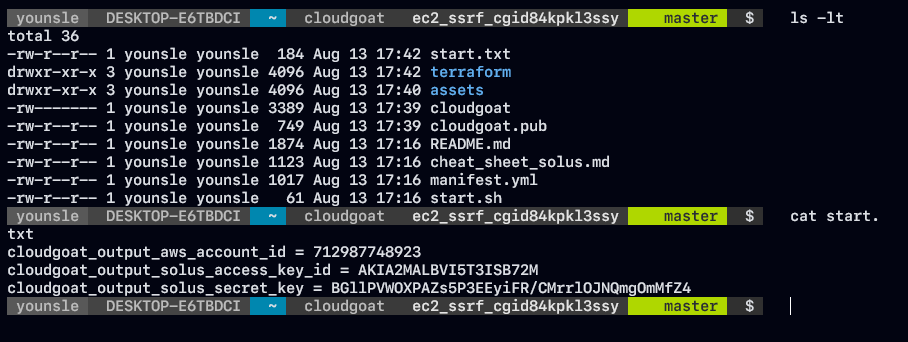 younsle DESKTOP-E6TBDCI ~ cloudgoat ec2_ssrf_cgid84kpkl3ssy master $ ls -lt
total 36
-rw-r--r-- 1 younsle younsle 184 Aug 13 17:42 start.txt
drwxr-xr-x 3 younsle younsle 4096 Aug 13 17:42 terraform
drwxr-xr-x 3 younsle younsle 4096 Aug 13 17:40 assets
-rw------- 1 younsle younsle 3389 Aug 13 17:39 cloudgoat
-rw-r--r-- 1 younsle younsle 749 Aug 13 17:39 cloudgoat.pub
-rw-r--r-- 1 younsle younsle 1874 Aug 13 17:16 README.md
-rw-r--r-- 1 younsle younsle 1123 Aug 13 17:16 cheat_sheet_solus.md
-rw-r--r-- 1 younsle younsle 1017 Aug 13 17:16 manifest.yml
-rw-r--r-- 1 younsle younsle 61 Aug 13 17:16 start.sh
younsle DESKTOP-E6TBDCI ~ cloudgoat ec2_ssrf_cgid84kpkl3ssy master $ cat start.
txt
cloudgoat_output_aws_account_id = 712987748923
cloudgoat_output_solus_access_key_id = AKIA2MALBVI5T3ISB72M
cloudgoat_output_solus_secret_key = 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
younsle DESKTOP-E6TBDCI ~ cloudgoat ec2_ssrf_cgid84kpkl3ssy master $